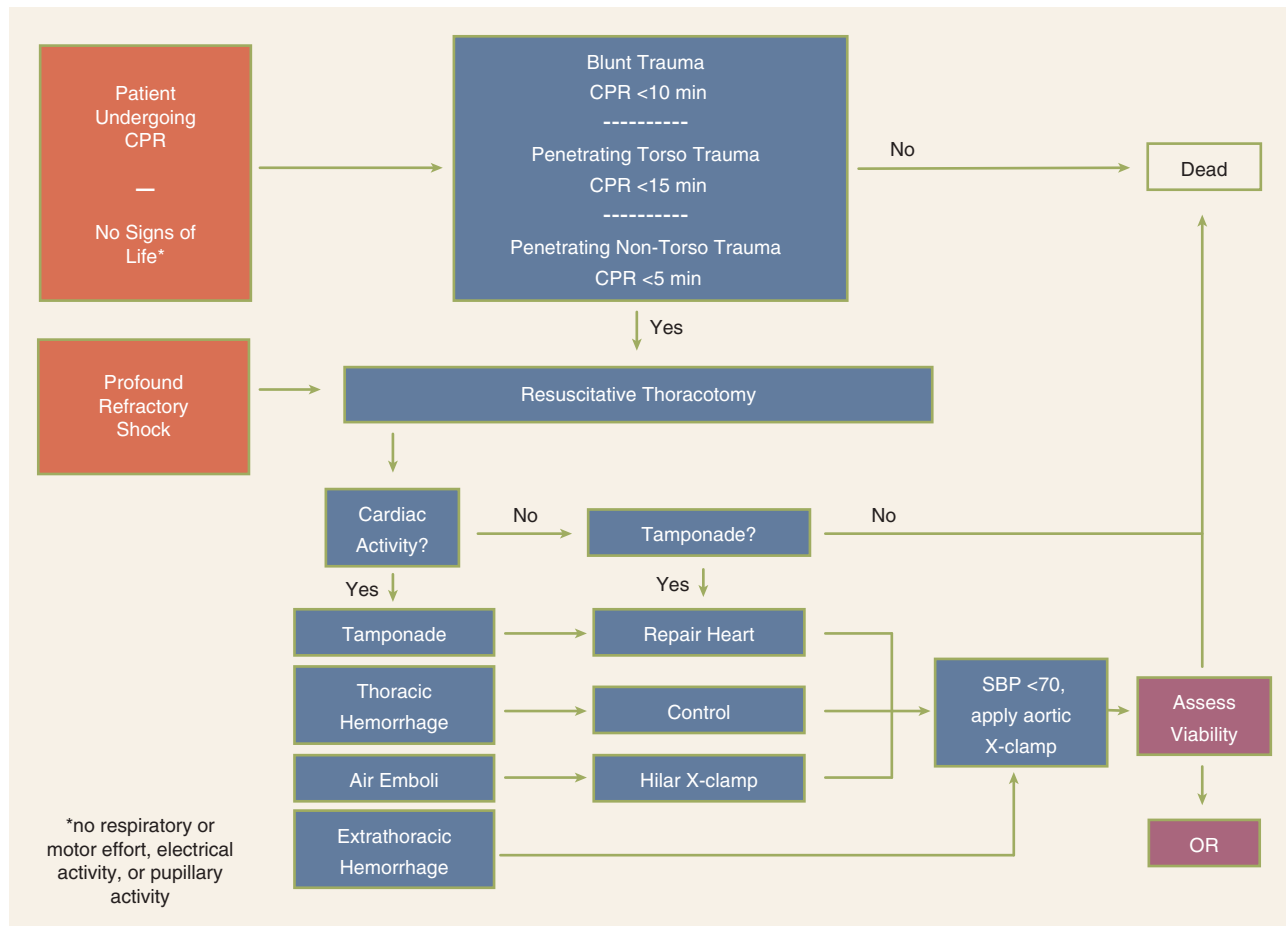 Patient
Undergoing
CPR
—
No Signs of
Life*
Blunt Trauma
CPR <10 min
----------
Penetrating Torso Trauma
CPR <15 min
----------
Penetrating Non-Torso Trauma
CPR <5 min
No
Dead
Yes
Profound
Refractory
Shock
Resuscitative Thoracotomy
Cardiac
Activity?
No
Tamponade?
No
Yes
Yes
Tamponade
Repair Heart
Thoracic
Hemorrhage
Control
SBP <70,
apply aortic
X-clamp
Assess
Viability
Air Emboli
Hilar X-clamp
Extrathoracic
Hemorrhage
OR
*no respiratory or
motor effort, electrical
activity, or pupillary
activity